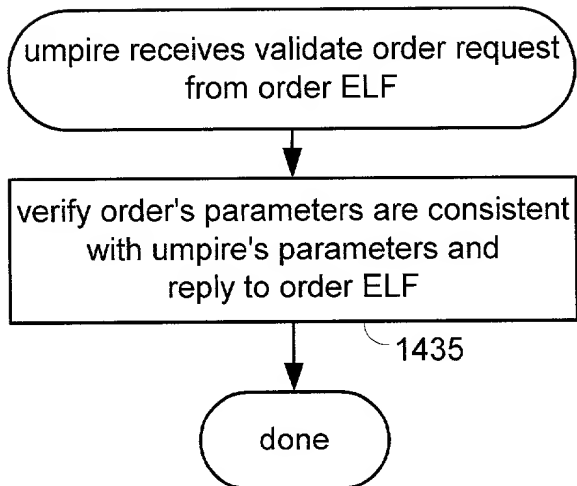 umpire receives validate order request
from order ELF
verify order's parameters are consistent
with umpire's parameters and
reply to order ELF
1435
done